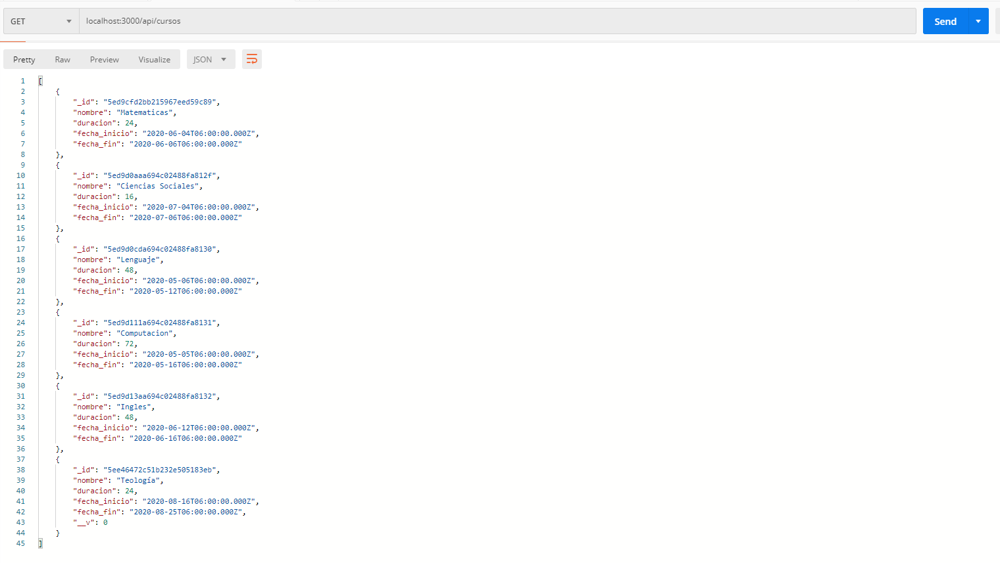 GET localhost:3000/api/cursos Send
Pretty Raw Preview Visualize JSON
1 [
2 {
3 "_id": "5ed9cfd2bb215967eed59c89",
4 "nombre": "Matematicas",
5 "duracion": 24,
6 "fecha_inicio": "2020-06-04T06:00:00.000Z",
7 "fecha_fin": "2020-06-06T06:00:00.000Z"
8 },
9 {
10 "_id": "5ed9d0aaa694c02488fa812f",
11 "nombre": "Ciencias Sociales",
12 "duracion": 16,
13 "fecha_inicio": "2020-07-04T06:00:00.000Z",
14 "fecha_fin": "2020-07-06T06:00:00.000Z"
15 },
16 {
17 "_id": "5ed9d0cda694c02488fa8130",
18 "nombre": "Lenguaje",
19 "duracion": 48,
20 "fecha_inicio": "2020-05-06T06:00:00.000Z",
21 "fecha_fin": "2020-05-12T06:00:00.000Z"
22 },
23 {
24 "_id": "5ed9d111a694c02488fa8131",
25 "nombre": "Computacion",
26 "duracion": 72,
27 "fecha_inicio": "2020-05-05T06:00:00.000Z",
28 "fecha_fin": "2020-05-16T06:00:00.000Z"
29 },
30 {
31 "_id": "5ed9d13aa694c02488fa8132",
32 "nombre": "Ingles",
33 "duracion": 48,
34 "fecha_inicio": "2020-06-12T06:00:00.000Z",
35 "fecha_fin": "2020-06-16T06:00:00.000Z"
36 },
37 {
38 "_id": "5ee46472c51b232e505183eb",
39 "nombre": "Teología",
40 "duracion": 24,
41 "fecha_inicio": "2020-08-16T06:00:00.000Z",
42 "fecha_fin": "2020-08-25T06:00:00.000Z",
43 "__v": 0
44 }
45 ]